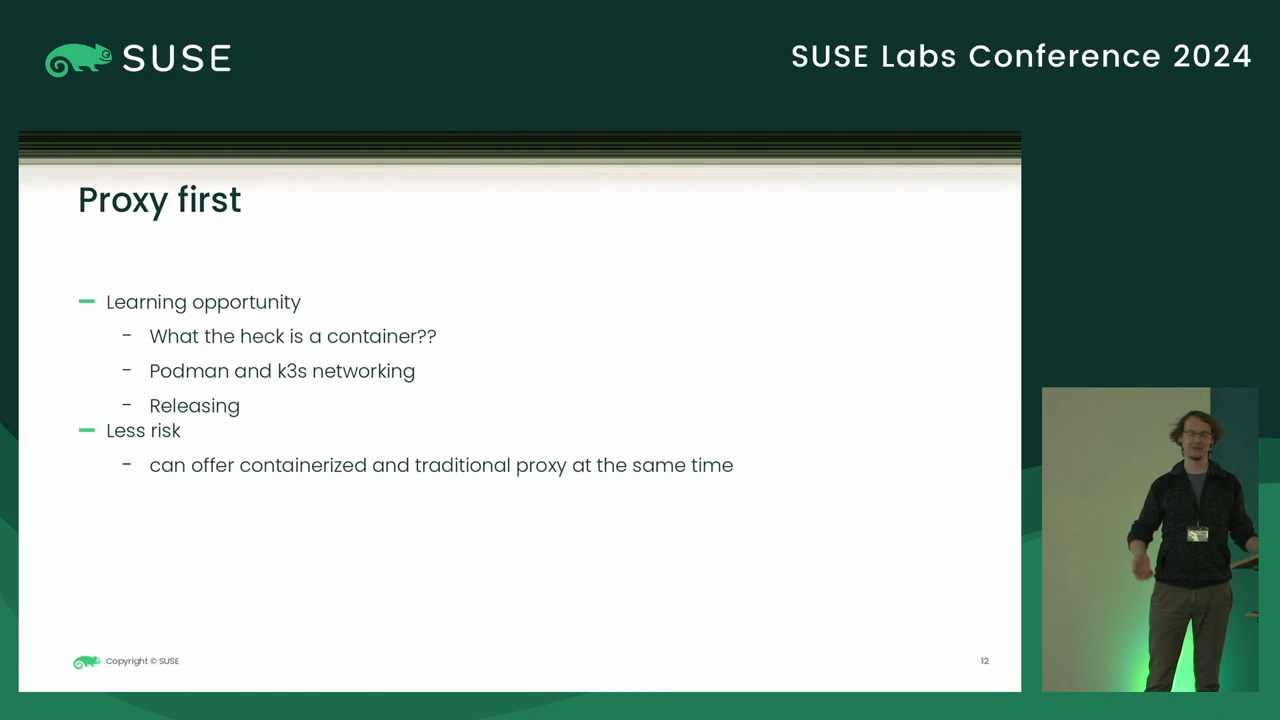 SUSE
SUSE Labs Conference 2024
Proxy first
Learning opportunity
- What the heck is a container??
- Podman and k3s networking
- Releasing
Less risk
- can offer containerized and traditional proxy at the same time
Copyright © SUSE
12